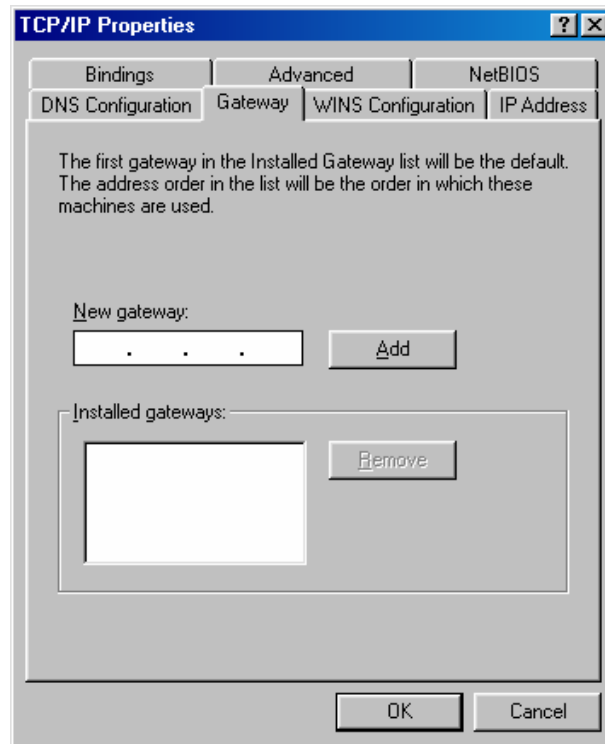 TCP/IP Properties
Bindings
Advanced
NetBIOS
DNS Configuration
Gateway
WINS Configuration
IP Address
The first gateway in the Installed Gateway list will be the default.
The address order in the list will be the order in which these
machines are used.
New gateway:
. . .
Add
Installed gateways:
Remove
OK
Cancel